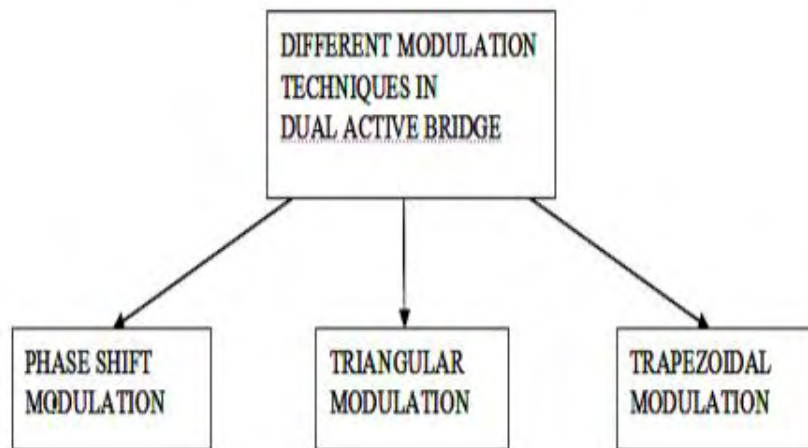 DIFFERENT MODULATION
TECHNIQUES IN
DUAL ACTIVE BRIDGE
PHASE SHIFT
MODULATION
TRIANGULAR
MODULATION
TRAPEZOIDAL
MODULATION